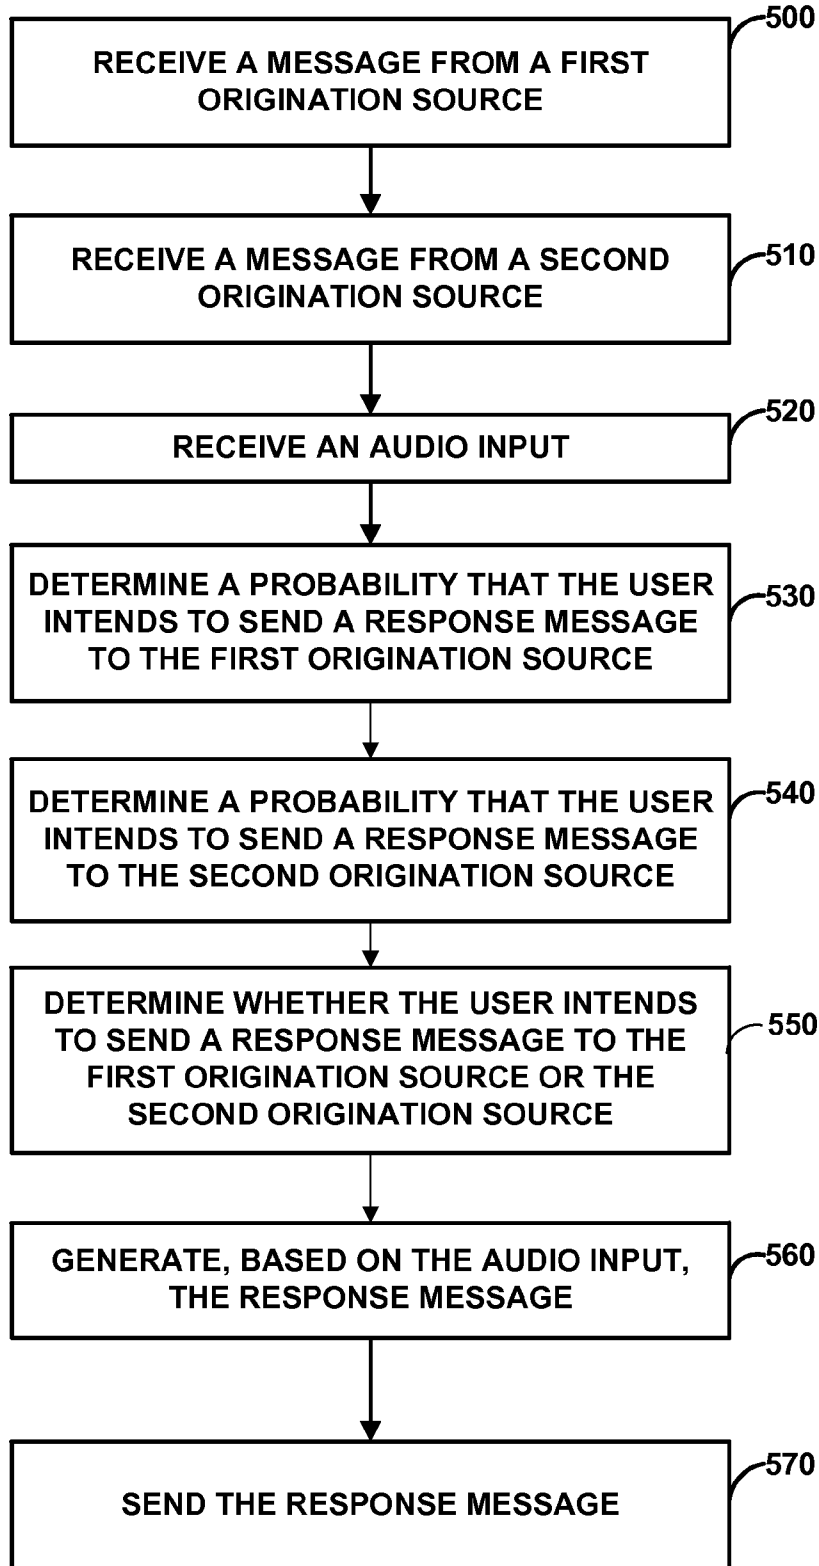 500
RECEIVE A MESSAGE FROM A FIRST
ORIGINATION SOURCE
510
RECEIVE A MESSAGE FROM A SECOND
ORIGINATION SOURCE
520
RECEIVE AN AUDIO INPUT
DETERMINE A PROBABILITY THAT THE USER
INTENDS TO SEND A RESPONSE MESSAGE
TO THE FIRST ORIGINATION SOURCE
530
DETERMINE A PROBABILITY THAT THE USER
INTENDS TO SEND A RESPONSE MESSAGE
TO THE SECOND ORIGINATION SOURCE
540
DETERMINE WHETHER THE USER INTENDS
TO SEND A RESPONSE MESSAGE TO THE
FIRST ORIGINATION SOURCE OR THE
SECOND ORIGINATION SOURCE
550
GENERATE, BASED ON THE AUDIO INPUT,
THE RESPONSE MESSAGE
560
570
SEND THE RESPONSE MESSAGE